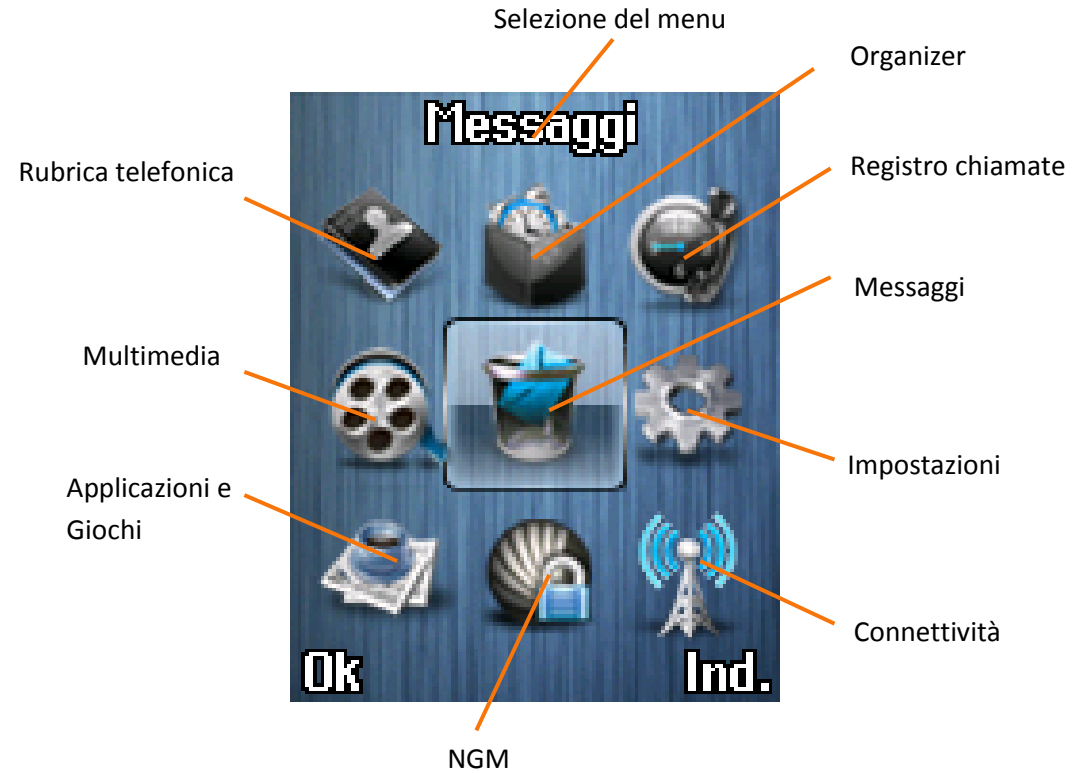 Selezione del menu
Organizer
Messaggi
Rubrica telefonica
Registro chiamate
Messaggi
Multimedia
Impostazioni
Applicazioni e
Giochi
Connettività
Ok
Ind.
NGM